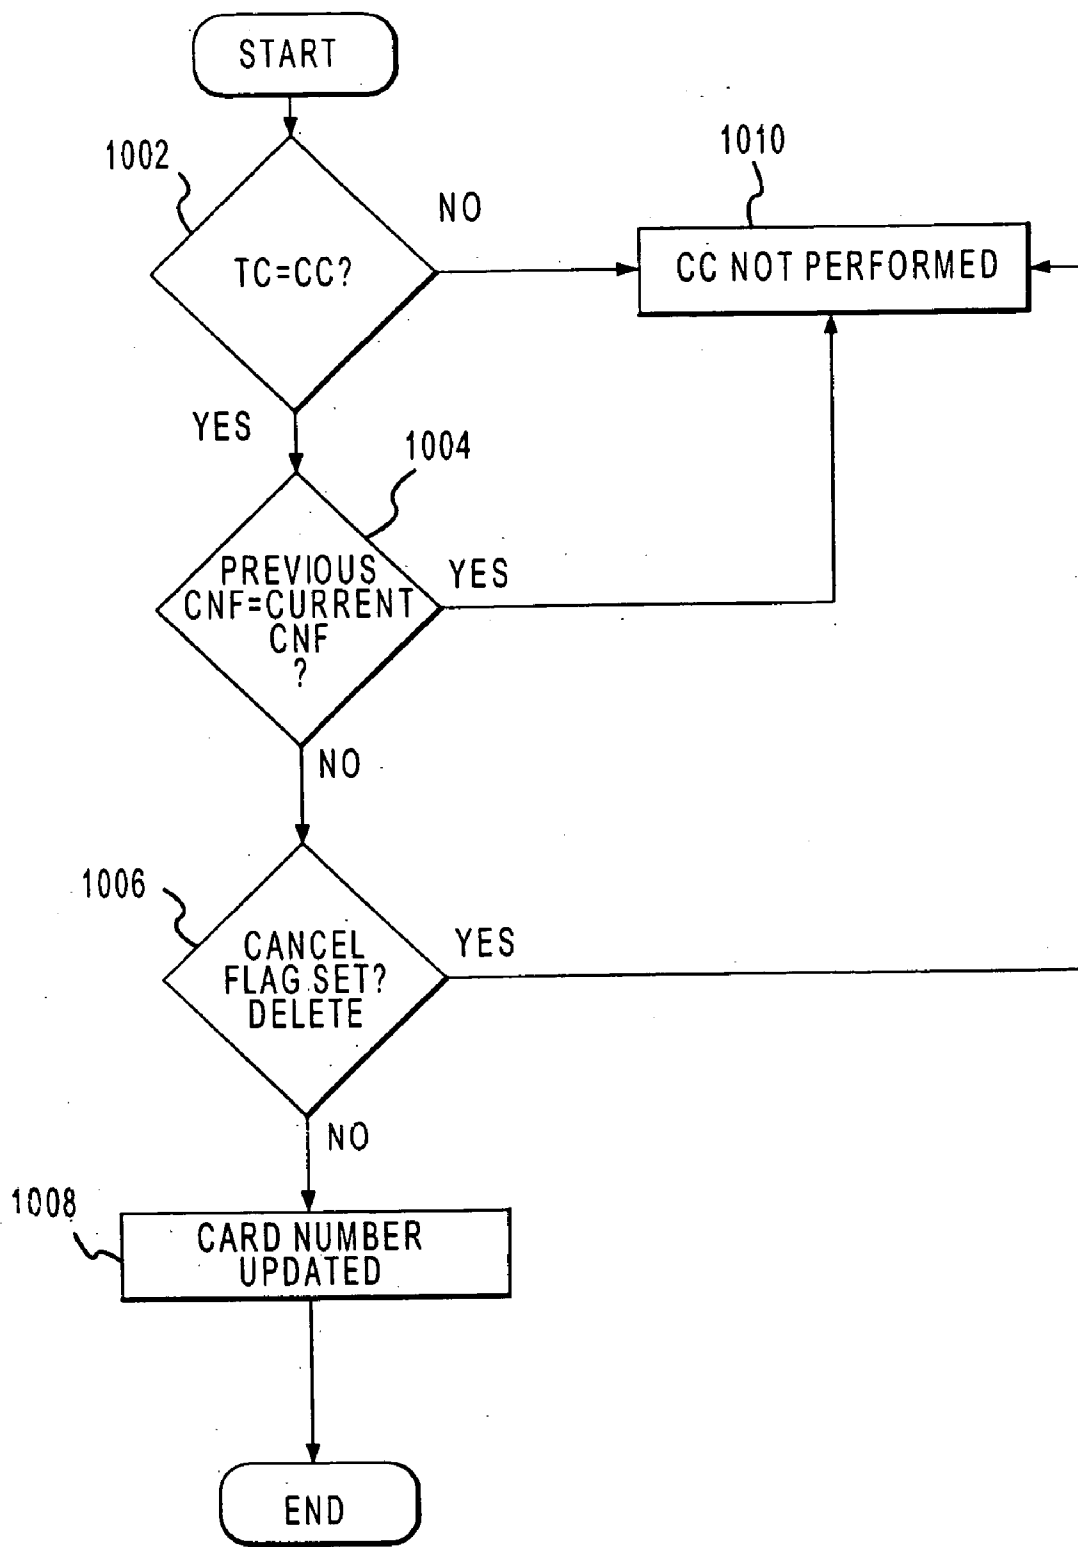 START
1002
1010
NO
TC=CC?
CC NOT PERFORMED
YES
1004
PREVIOUS
CNF=CURRENT
CNF
?
YES
NO
1006
CANCEL
FLAG SET?
DELETE
YES
NO
1008
CARD NUMBER
UPDATED
END